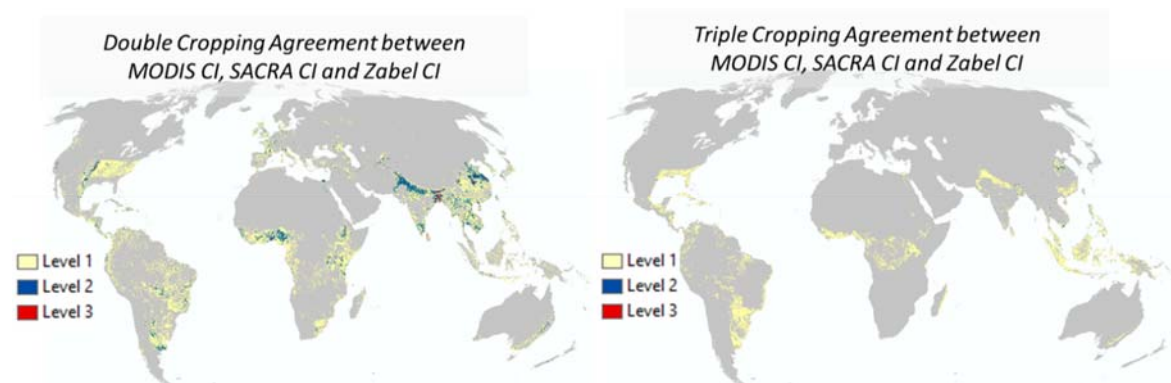 Double Cropping Agreement between
MODIS CI, SACRA CI and Zabel CI
Level 1
Level 2
Level 3
Triple Cropping Agreement between
MODIS CI, SACRA CI and Zabel CI
Level 1
Level 2
Level 3